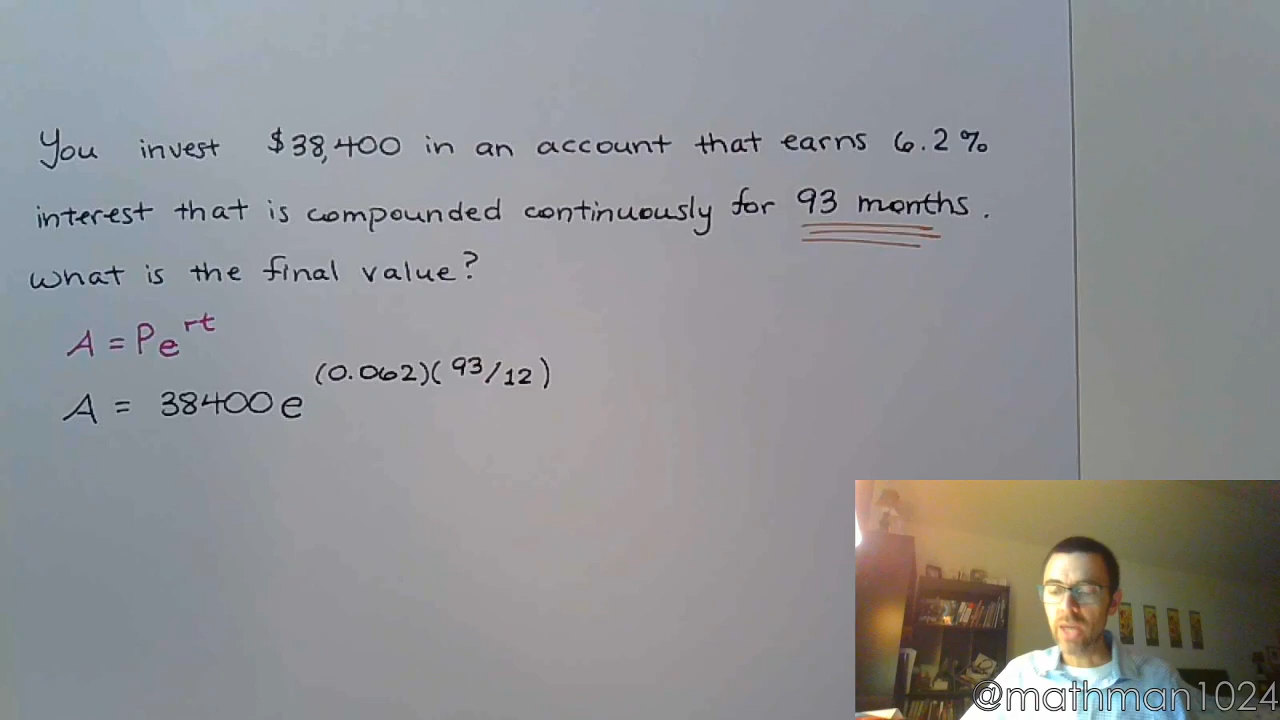 You invest $38,400 in an account that earns 6.2%
interest that is compounded continuously for 93 months.
What is the final value?
A = Pe^rt
A = 38400e^(0.062)(93/12)
@mathman1024